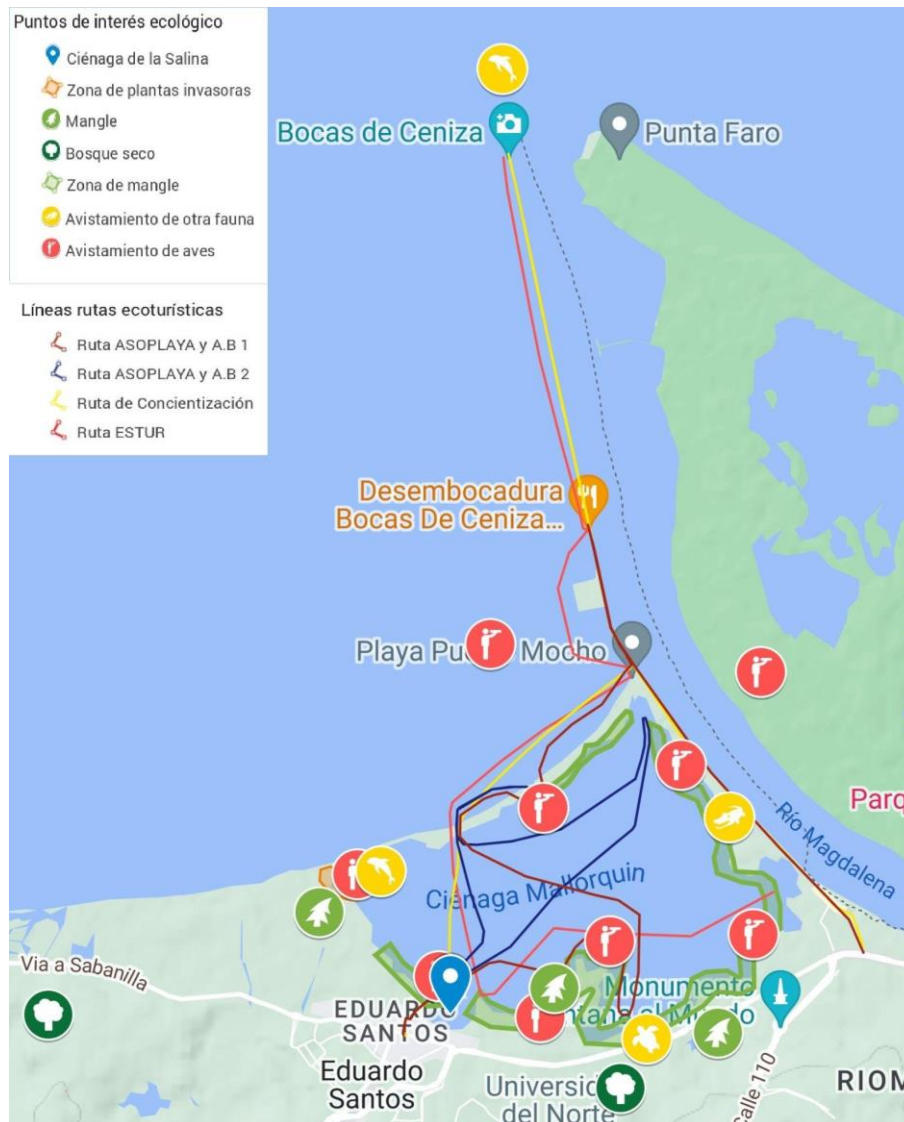 Puntos de interés ecológico
Ciénaga de la Salina
Zona de plantas invasoras
Mangle
Bosque seco
Zona de mangle
Avistamiento de otra fauna
Avistamiento de aves
Líneas rutas ecoturísticas
Ruta ASOPLAYA y A.B 1
Ruta ASOPLAYA y A.B 2
Ruta de Concientización
Ruta ESTUR
Bocas de Ceniza
Punta Faro
Desembocadura
Bocas De Ceniza...
Playa Mocho
Parq
Río Magdalena
Ciénaga Mallorquin
Via a Sabanilla
EDUARDO
SANTOS
Eduardo
Santos
Monumento
al Mundo
Universi
del Norte
Calle 110
RIOM